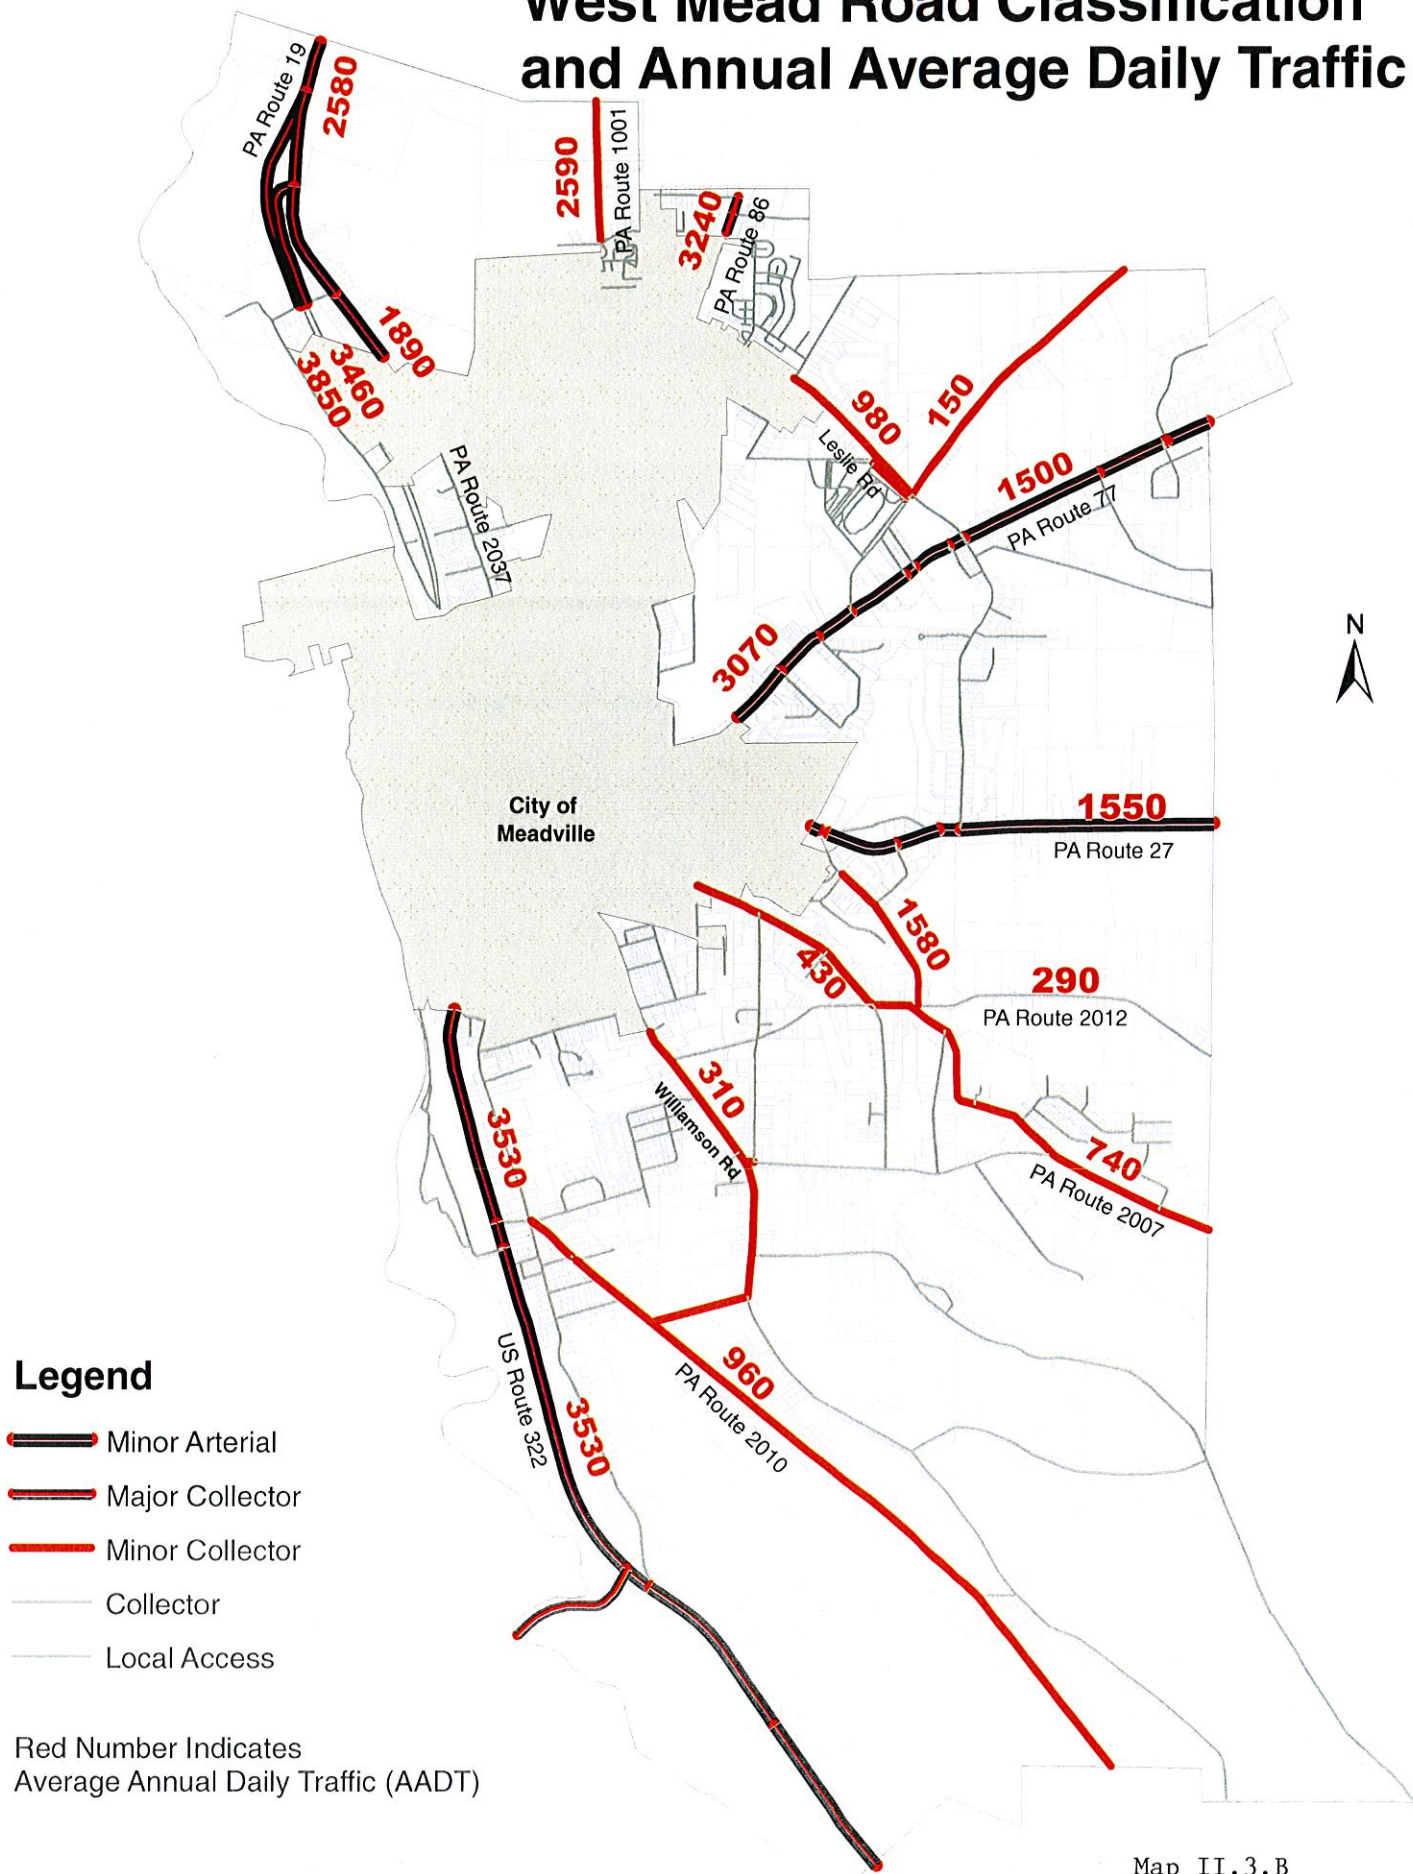 West Mead Road Classification
and Annual Average Daily Traffic
PA Route 19
2580
2590
PA Route 1001
3240
PA Route 86
1890
3460
3850
PA Route 2037
980
Leslie Rd
150
1500
PA Route 77
3070
N
City of
Meadville
1550
PA Route 27
1580
430
290
PA Route 2012
310
Williamson Rd
740
PA Route 2007
3530
US Route 322
3530
960
PA Route 2010
Legend
Minor Arterial
Major Collector
Minor Collector
Collector
Local Access
Red Number Indicates
Average Annual Daily Traffic (AADT)
Map II.3.B